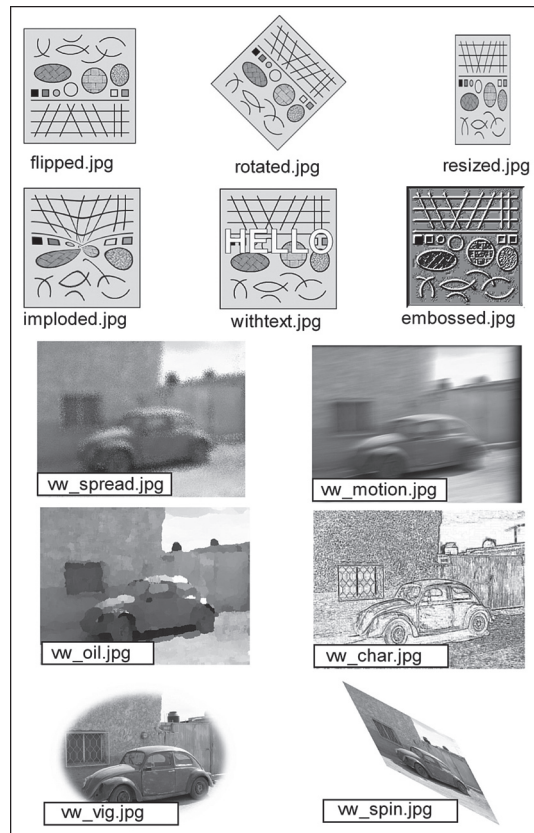 flipped.jpg
rotated.jpg
resized.jpg
HELLO
imploded.jpg
withtext.jpg
embossed.jpg
vw_spread.jpg
vw_motion.jpg
vw_oil.jpg
vw_char.jpg
vw_vig.jpg
vw_spin.jpg